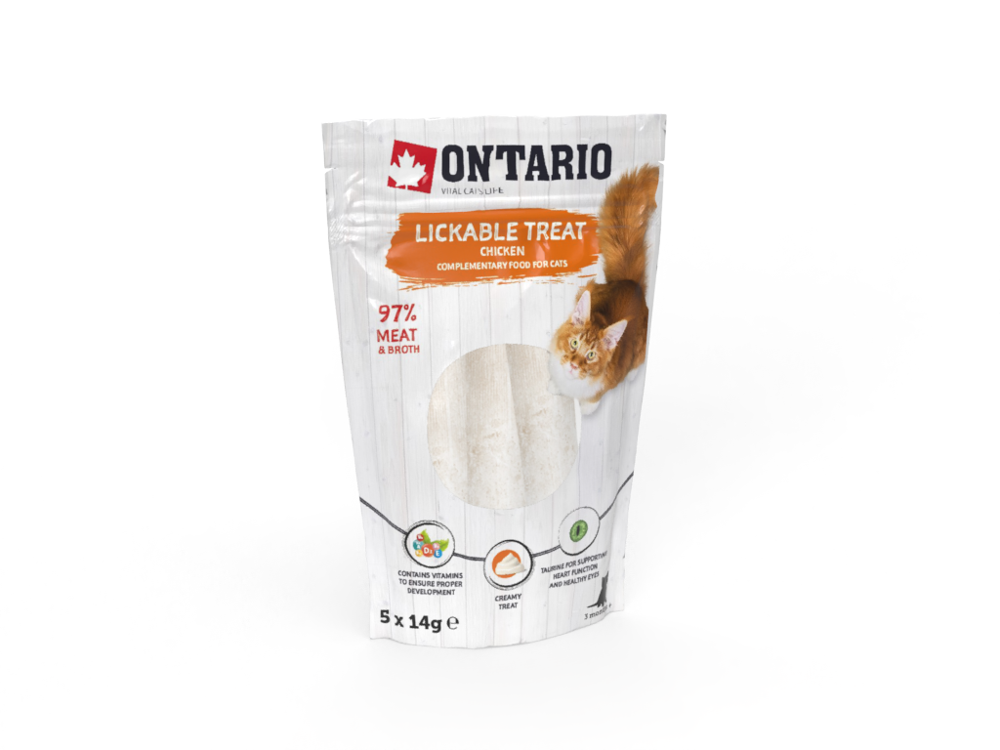 ONTARIO
VITAL CATS LIFE
LICKABLE TREAT
CHICKEN
COMPLEMENTARY FOOD FOR CATS
97%
MEAT
& BROTH
CONTAINS VITAMINS
TO ENSURE PROPER
DEVELOPMENT
CREAMY
TREAT
TAURINE FOR SUPPORTING
HEART FUNCTION
AND HEALTHY EYES
5 x 14g ℮
3 months +